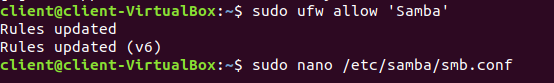 client@client-VirtualBox:~$ sudo ufw allow 'Samba'
Rules updated
Rules updated (v6)
client@client-VirtualBox:~$ sudo nano /etc/samba/smb.conf